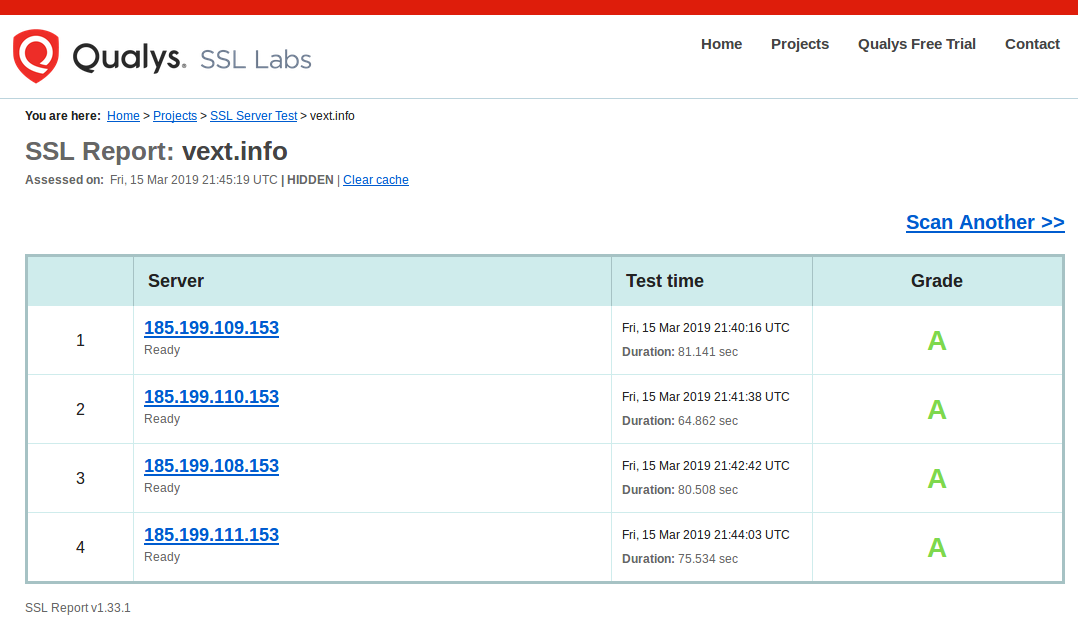 Qualys. SSL Labs
Home Projects Qualys Free Trial Contact
You are here: Home > Projects > SSL Server Test > vext.info
SSL Report: vext.info
Assessed on: Fri, 15 Mar 2019 21:45:19 UTC | HIDDEN | Clear cache
Scan Another >>
Server Test time Grade
1 185.199.109.153 Ready Fri, 15 Mar 2019 21:40:16 UTC Duration: 81.141 sec A
2 185.199.110.153 Ready Fri, 15 Mar 2019 21:41:38 UTC Duration: 64.862 sec A
3 185.199.108.153 Ready Fri, 15 Mar 2019 21:42:42 UTC Duration: 80.508 sec A
4 185.199.111.153 Ready Fri, 15 Mar 2019 21:44:03 UTC Duration: 75.534 sec A
SSL Report v1.33.1